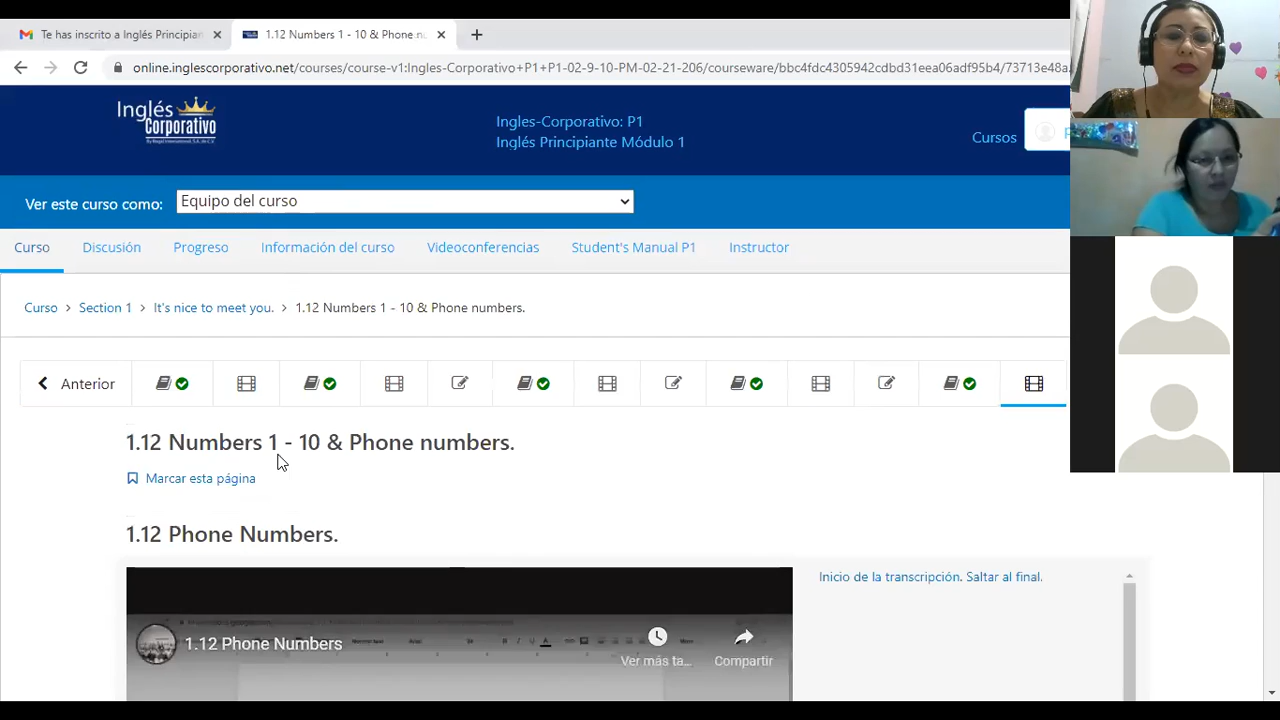 Te has inscrito a Inglés Principian
1.12 Numbers 1 - 10 & Phone nu
online.inglescorporativo.net/courses/course-v1:Ingles-Corporativo+P1+P1-02-9-10-PM-02-21-206/courseware/bbc4fdc4305942cdbd31eea06adf95b4/73713e48a
Inglés
Corporativo
Ingles-Corporativo: P1
Inglés Principiante Módulo 1
Cursos
Ver este curso como:
Equipo del curso
Curso
Discusión
Progreso
Información del curso
Videoconferencias
Student's Manual P1
Instructor
Curso > Section 1 > It's nice to meet you. > 1.12 Numbers 1 - 10 & Phone numbers.
Anterior
1.12 Numbers 1 - 10 & Phone numbers.
Marcar esta página
1.12 Phone Numbers.
Inicio de la transcripción. Saltar al final.
1.12 Phone Numbers
Ver más ta...
Compartir